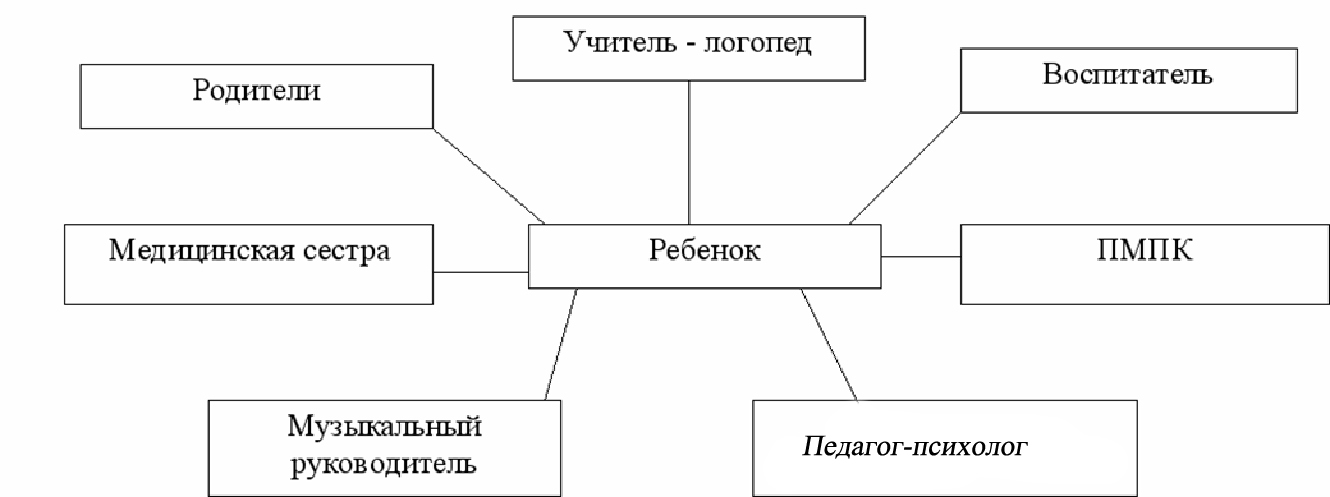 Учитель - логопед
Родители
Воспитатель
Медицинская сестра
Ребенок
ПМПК
Музыкальный
руководитель
Педагог-психолог